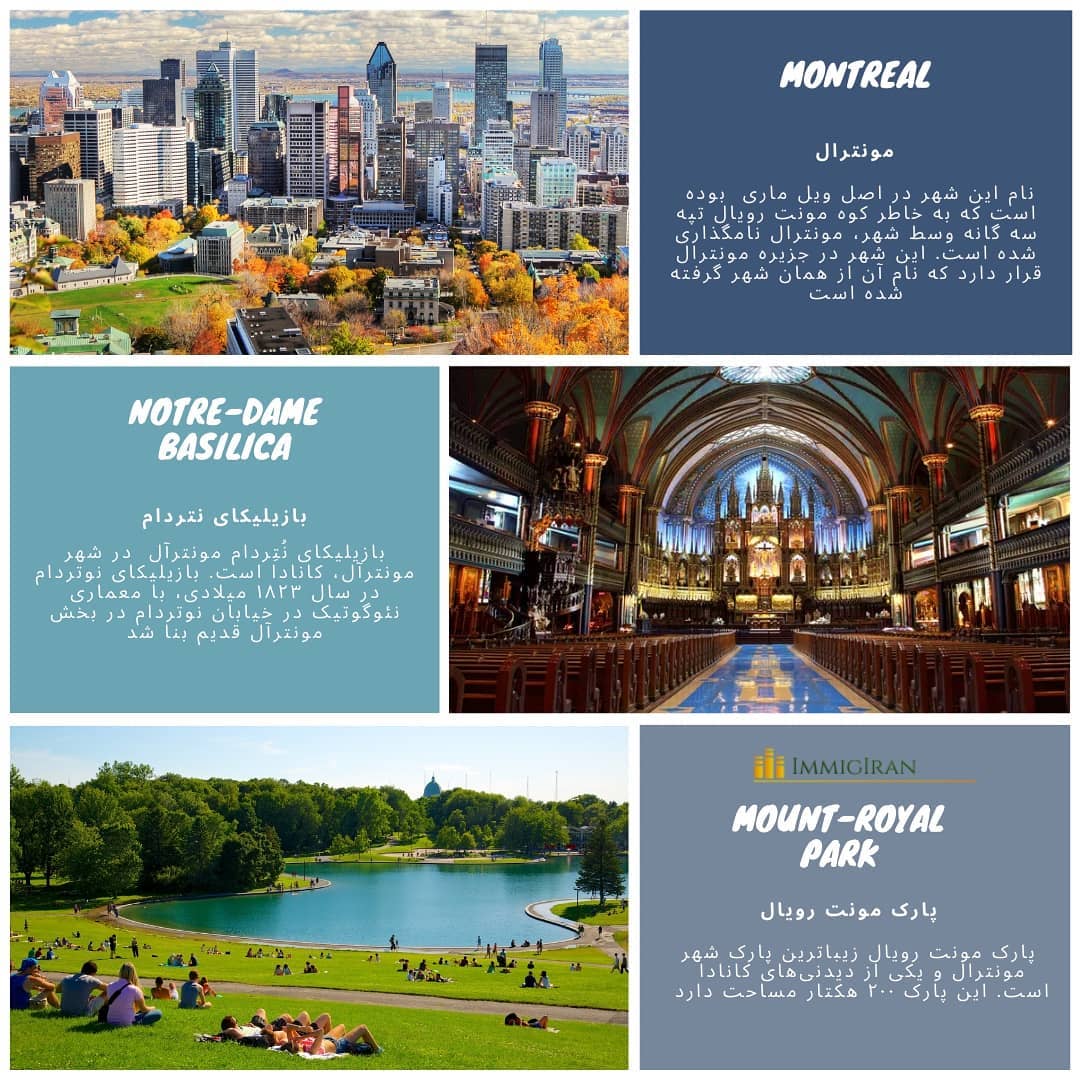 MONTREAL
مونترال
نام این شهر در اصل ویل ماری بوده
است که به خاطر کوه مونت رویال تپه
سه گانه وسط شهر، مونترال نامگذاری
شده است. این شهر در جزیره مونترال
قرار دارد که نام آن از همان شهر گرفته
شده است
NOTRE-DAME
BASILICA
بازیلیکای نتردام
بازیلیکای نُتِردام مونترآل در شهر
مونترآل، کانادا است. بازیلیکای نوتردام
در سال ۱۸۲۳ میلادی، با معماری
نئوگوتیک در خیابان نوتردام در بخش
مونترآل قدیم بنا شد
IMMIGIRAN
MOUNT-ROYAL
PARK
پارک مونت رویال
پارک مونت رویال زیباترین پارک شهر
مونترال و یکی از دیدنی‌های کانادا
است. این پارک ۲۰۰ هکتار مساحت دارد